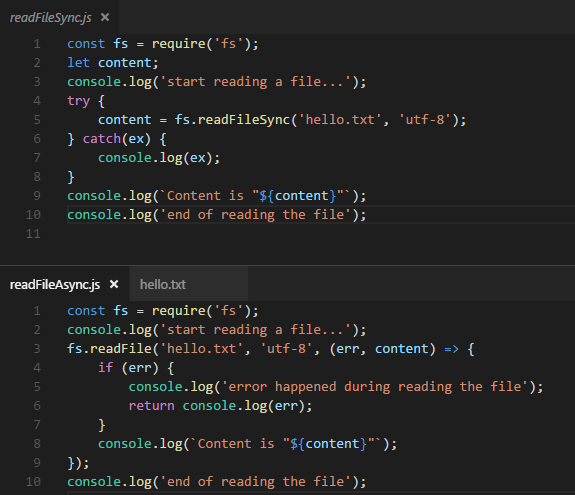 readFileSync.js ×
1 const fs = require('fs');
2 let content;
3 console.log('start reading a file...');
4 try {
5     content = fs.readFileSync('hello.txt', 'utf-8');
6 } catch(ex) {
7     console.log(ex);
8 }
9 console.log(`Content is "${content}"`);
10 console.log('end of reading the file');
11
readFileAsync.js × hello.txt
1 const fs = require('fs');
2 console.log('start reading a file...');
3 fs.readFile('hello.txt', 'utf-8', (err, content) => {
4     if (err) {
5         console.log('error happened during reading the file');
6         return console.log(err);
7     }
8     console.log(`Content is "${content}"`);
9 });
10 console.log('end of reading the file');